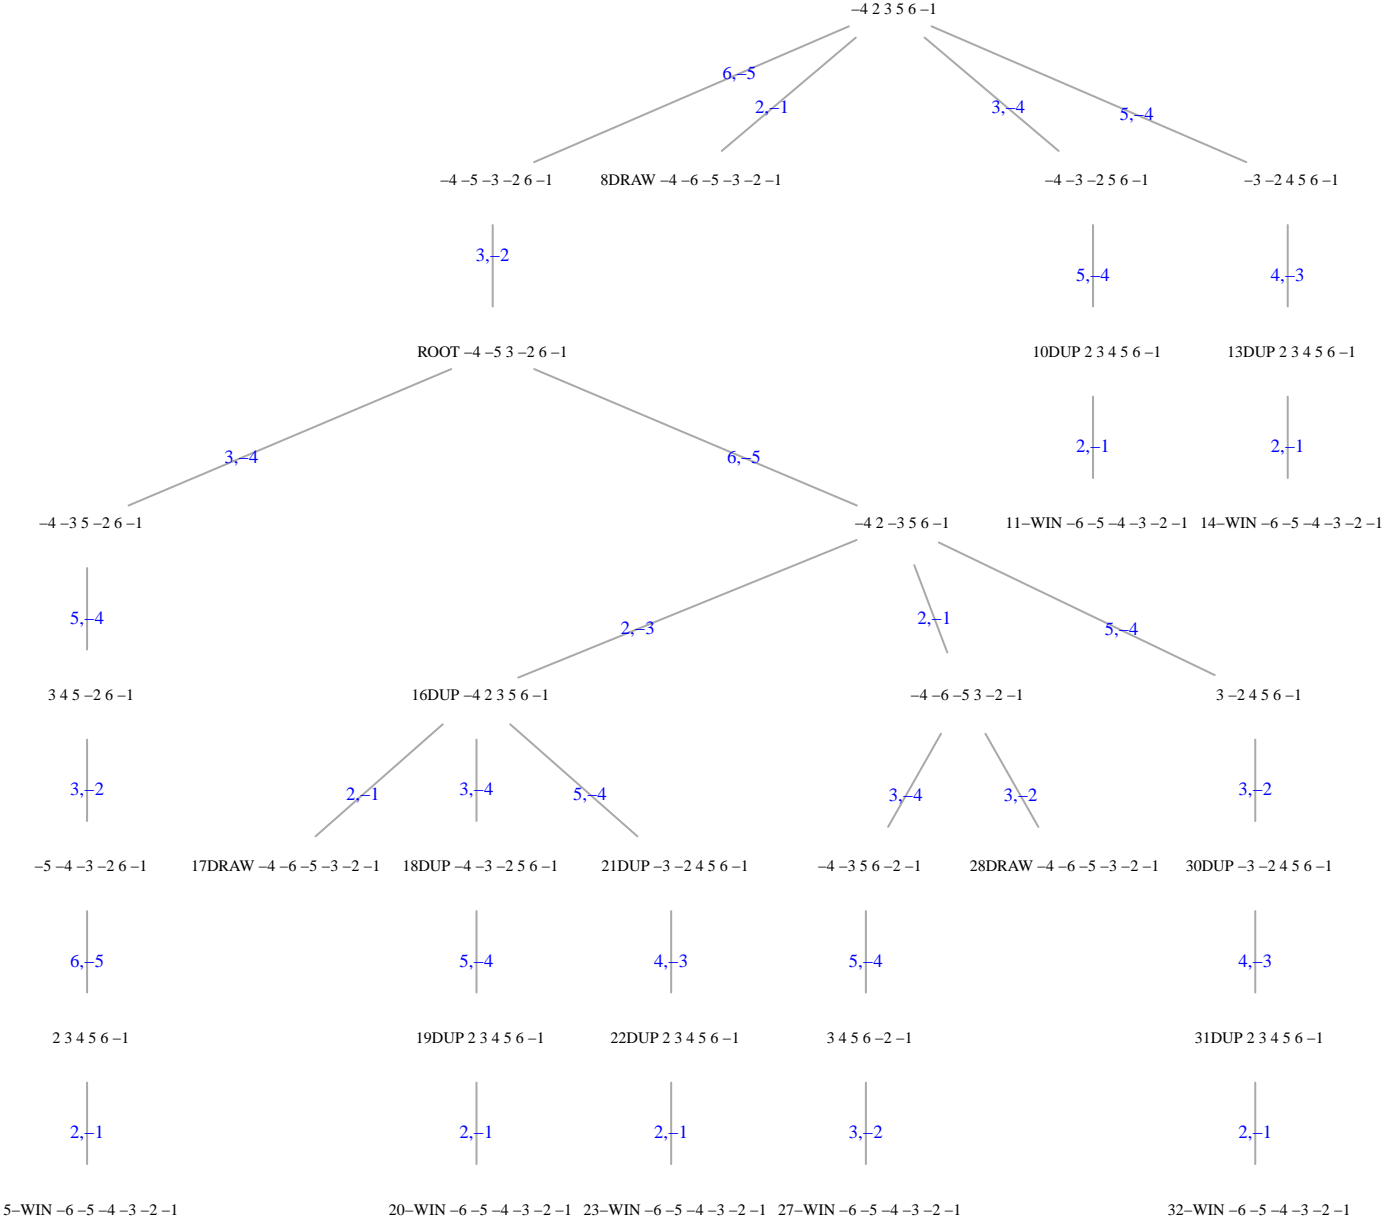 −4 2 3 5 6 −1
6,−5
2,−1
3,−4
5,−4
−4 −5 −3 −2 6 −1
8DRAW −4 −6 −5 −3 −2 −1
−4 −3 −2 5 6 −1
−3 −2 4 5 6 −1
3,−2
5,−4
4,−3
ROOT −4 −5 3 −2 6 −1
10DUP 2 3 4 5 6 −1
13DUP 2 3 4 5 6 −1
3,−4
6,−5
2,−1
2,−1
−4 −3 5 −2 6 −1
−4 2 −3 5 6 −1
11−WIN −6 −5 −4 −3 −2 −1
14−WIN −6 −5 −4 −3 −2 −1
5,−4
2,−3
2,−1
5,−4
3 4 5 −2 6 −1
16DUP −4 2 3 5 6 −1
−4 −6 −5 3 −2 −1
3 −2 4 5 6 −1
3,−2
2,−1
3,−4
5,−4
3,−4
3,−2
3,−2
−5 −4 −3 −2 6 −1
17DRAW −4 −6 −5 −3 −2 −1
18DUP −4 −3 −2 5 6 −1
21DUP −3 −2 4 5 6 −1
−4 −3 5 6 −2 −1
28DRAW −4 −6 −5 −3 −2 −1
30DUP −3 −2 4 5 6 −1
6,−5
5,−4
4,−3
5,−4
4,−3
2 3 4 5 6 −1
19DUP 2 3 4 5 6 −1
22DUP 2 3 4 5 6 −1
3 4 5 6 −2 −1
31DUP 2 3 4 5 6 −1
2,−1
2,−1
2,−1
3,−2
2,−1
5−WIN −6 −5 −4 −3 −2 −1
20−WIN −6 −5 −4 −3 −2 −1
23−WIN −6 −5 −4 −3 −2 −1
27−WIN −6 −5 −4 −3 −2 −1
32−WIN −6 −5 −4 −3 −2 −1